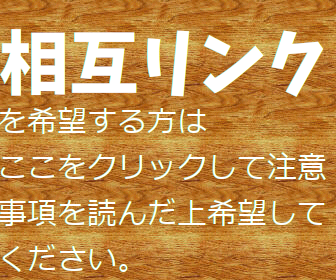 相互リンク
を希望する方は
ここをクリックして注意
事項を読んだ上希望して
ください。